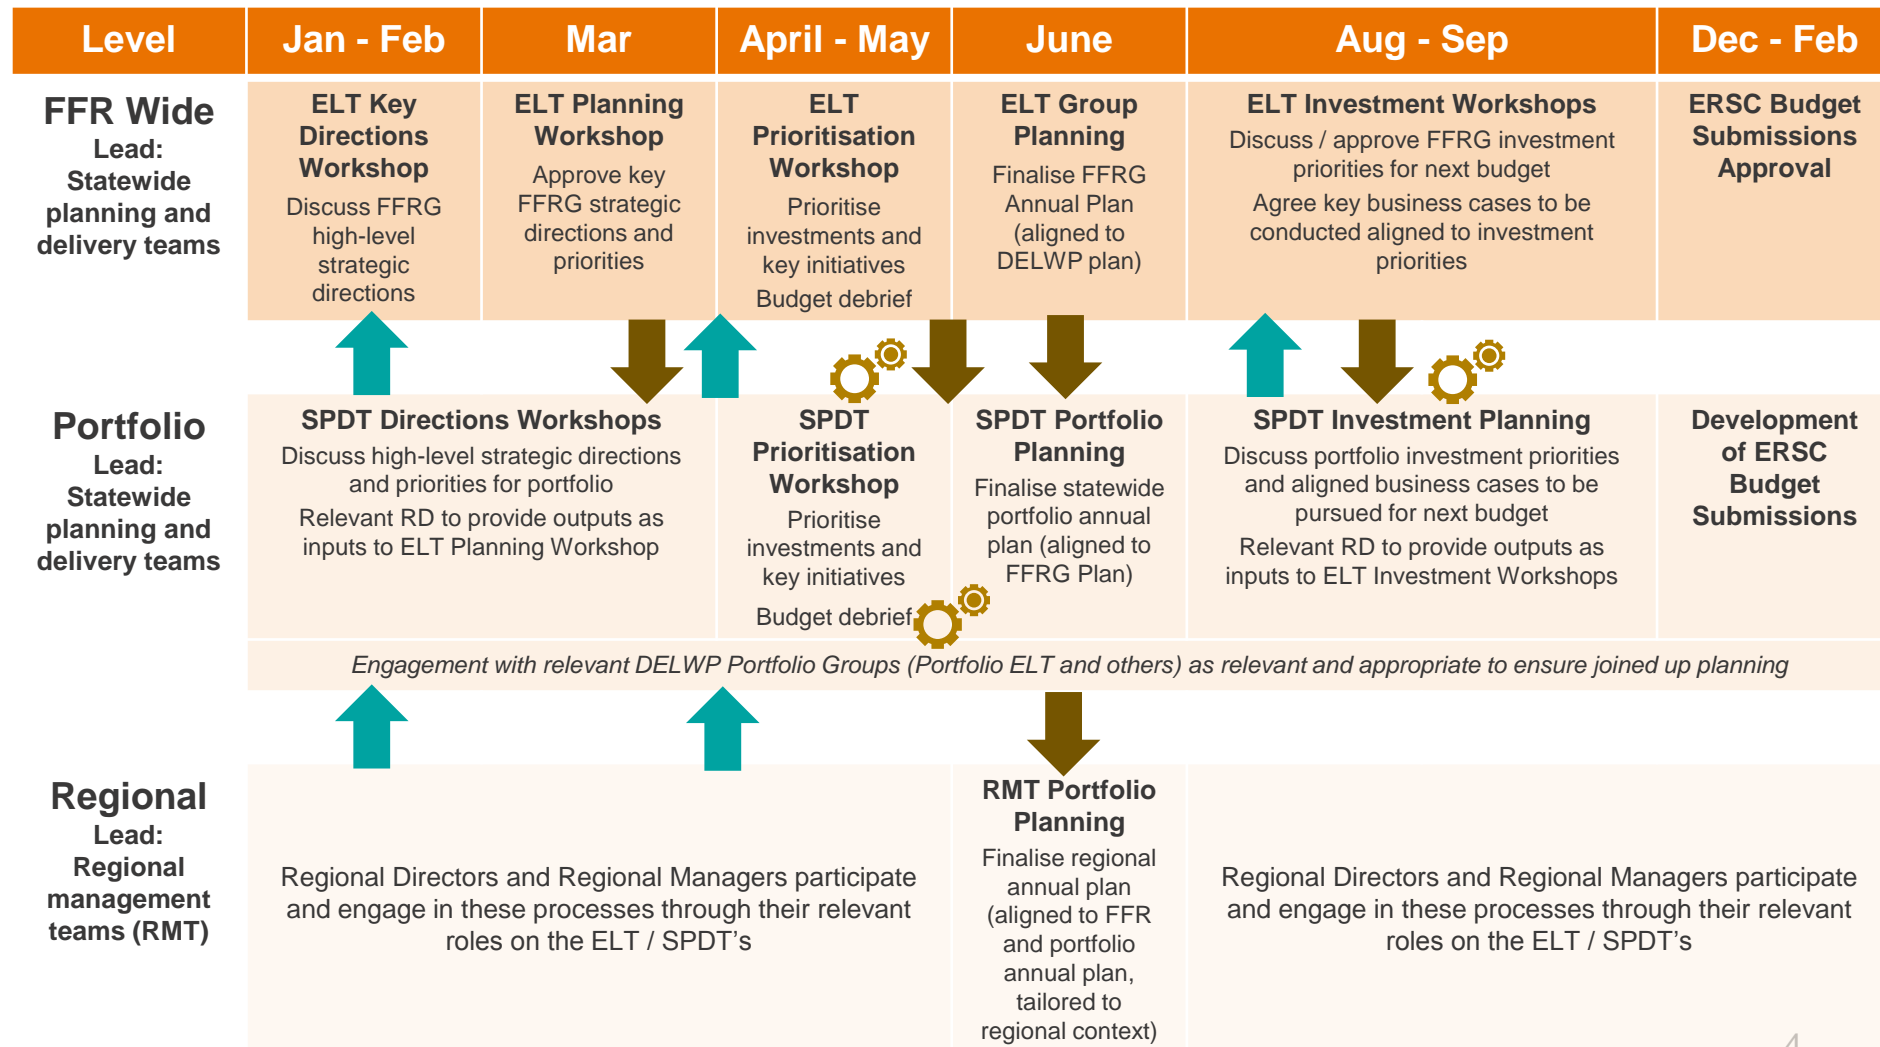 Level
Jan - Feb
Mar
April - May
June
Aug - Sep
Dec - Feb
FFR Wide
Lead:
Statewide
planning and
delivery teams
ELT Key
Directions
Workshop
Discuss FFRG
high-level
strategic
directions
ELT Planning
Workshop
Approve key
FFRG strategic
directions and
priorities
ELT
Prioritisation
Workshop
Prioritise
investments and
key initiatives
Budget debrief
ELT Group
Planning
Finalise FFRG
Annual Plan
(aligned to
DELWP plan)
ELT Investment Workshops
Discuss / approve FFRG investment
priorities for next budget
Agree key business cases to be
conducted aligned to investment
priorities
ERSC Budget
Submissions
Approval
Portfolio
Lead:
Statewide
planning and
delivery teams
SPDT Directions Workshops
Discuss high-level strategic directions
and priorities for portfolio
Relevant RD to provide outputs as
inputs to ELT Planning Workshop
SPDT
Prioritisation
Workshop
Prioritise
investments and
key initiatives
Budget debrief
SPDT Portfolio
Planning
Finalise statewide
portfolio annual
plan (aligned to
FFRG Plan)
SPDT Investment Planning
Discuss portfolio investment priorities
and aligned business cases to be
pursued for next budget
Relevant RD to provide outputs as
inputs to ELT Investment Workshops
Development
of ERSC
Budget
Submissions
Engagement with relevant DELWP Portfolio Groups (Portfolio ELT and others) as relevant and appropriate to ensure joined up planning
Regional
Lead:
Regional
management
teams (RMT)
Regional Directors and Regional Managers participate
and engage in these processes through their relevant
roles on the ELT / SPDT's
RMT Portfolio
Planning
Finalise regional
annual plan
(aligned to FFR
and portfolio
annual plan,
tailored to
regional context)
Regional Directors and Regional Managers participate
and engage in these processes through their relevant
roles on the ELT / SPDT's
4